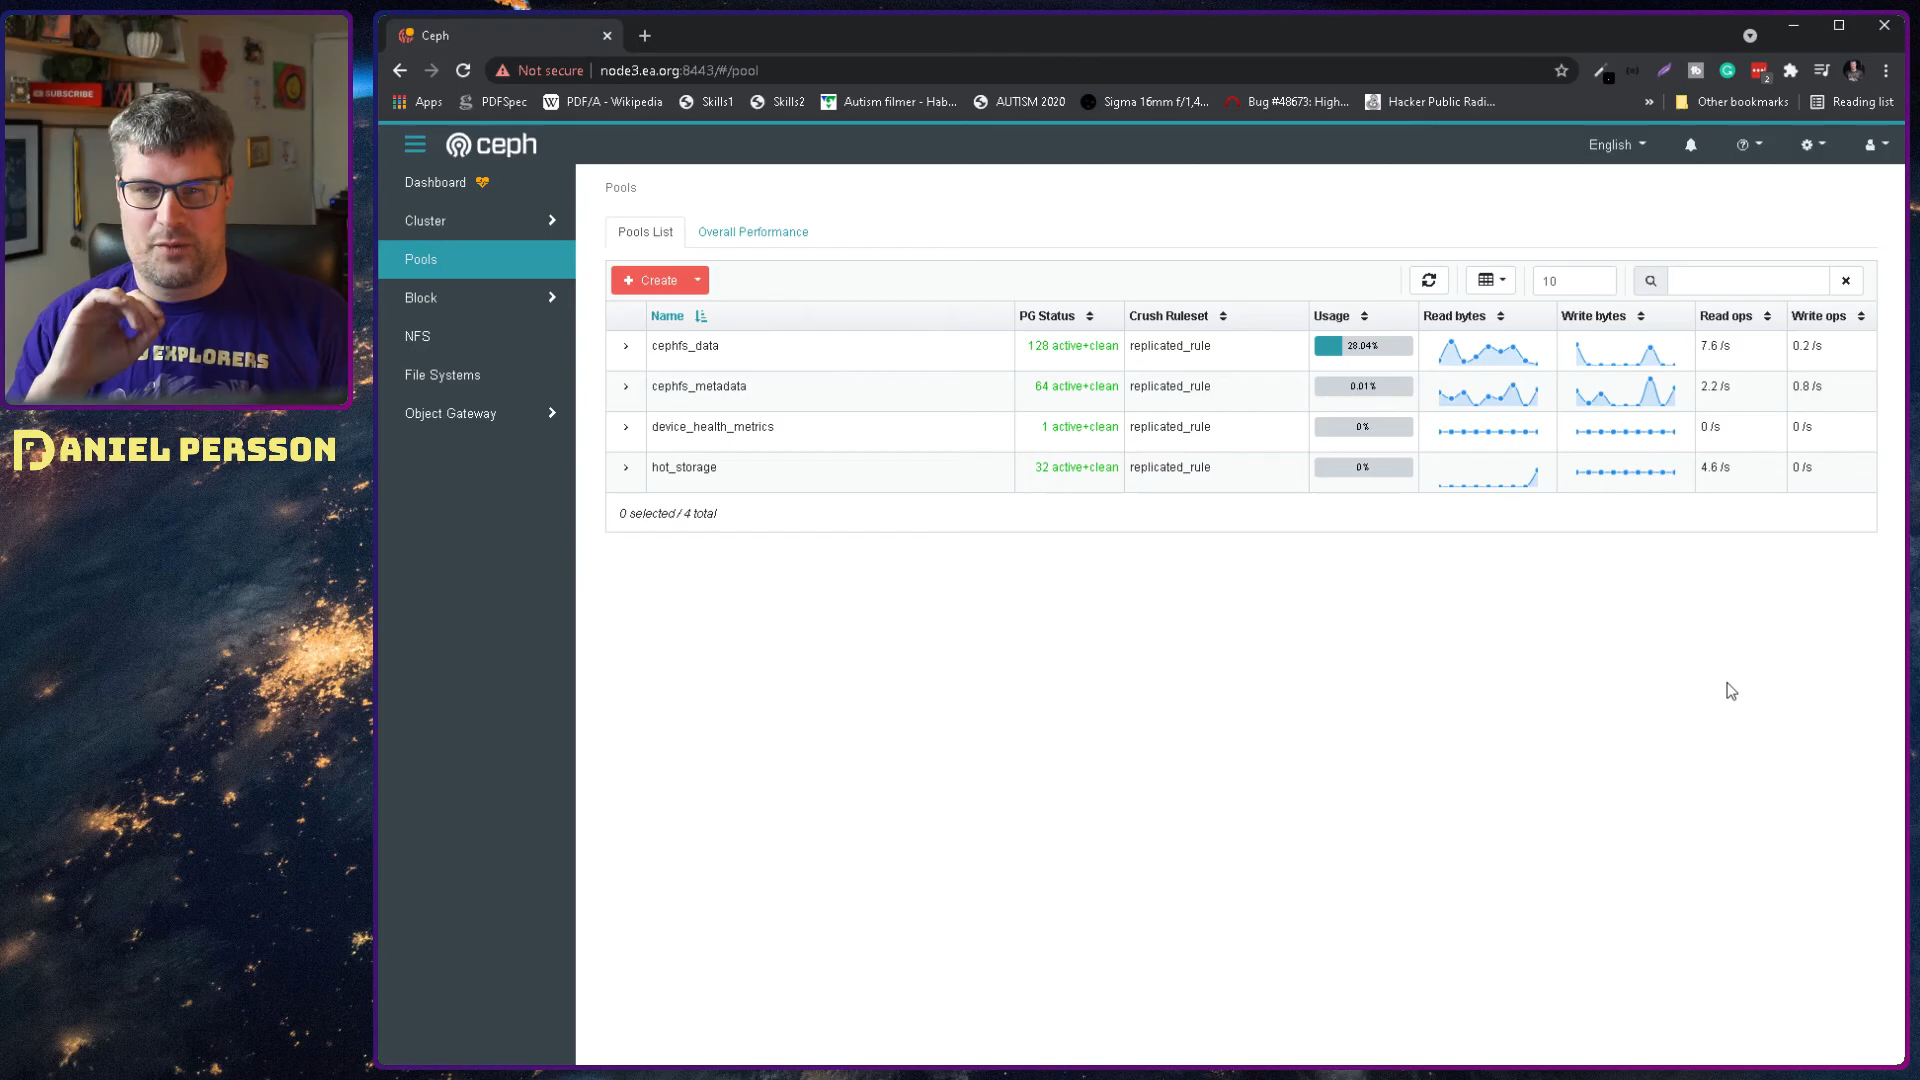 SUBSCRIBE
EXPLORERS
DANIEL PERSSON
Ceph
Not secure | node3.ea.org:8443/#/pool
2
Apps PDFSpec PDF/A - Wikipedia Skills1 Skills2 Autism filmer - Hab... AUTISM 2020 Sigma 16mm f/1,4... Bug #48673: High... Hacker Public Radi... » Other bookmarks Reading list
ceph
English
Dashboard
Cluster
Pools
Block
NFS
File Systems
Object Gateway
Pools
Pools List Overall Performance
+ Create 10
Name PG Status Crush Ruleset Usage Read bytes Write bytes Read ops Write ops
cephfs_data 128 active+clean replicated_rule 28.04% 7.6 /s 0.2 /s
cephfs_metadata 64 active+clean replicated_rule 0.01% 2.2 /s 0.8 /s
device_health_metrics 1 active+clean replicated_rule 0% 0 /s 0 /s
hot_storage 32 active+clean replicated_rule 0% 4.6 /s 0 /s
0 selected / 4 total